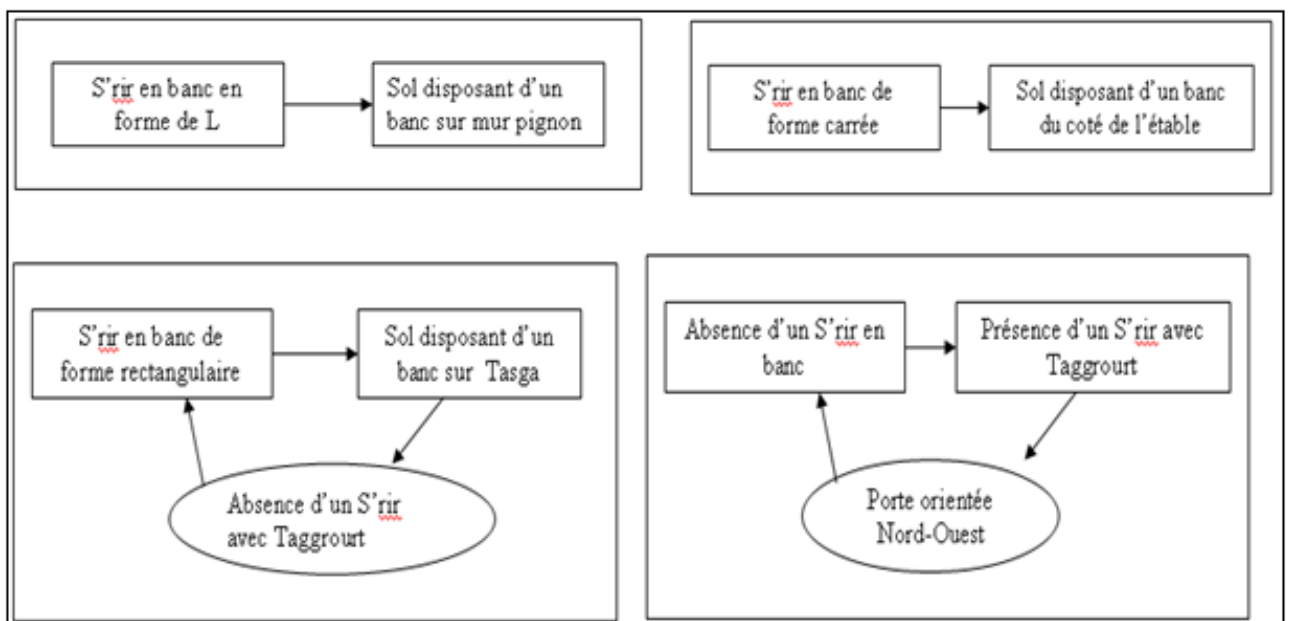 S'rir en banc en
forme de L
Sol disposant d'un
banc sur mur pignon
S'rir en banc de
forme carrée
Sol disposant d'un banc
du coté de l'étable
S'rir en banc de
forme rectangulaire
Sol disposant d'un
banc sur Tasga
Absence d'un S'rir
avec Taggrourt
Absence d'un S'rir en
banc
Présence d'un S'rir avec
Taggrourt
Porte orientée
Nord-Ouest